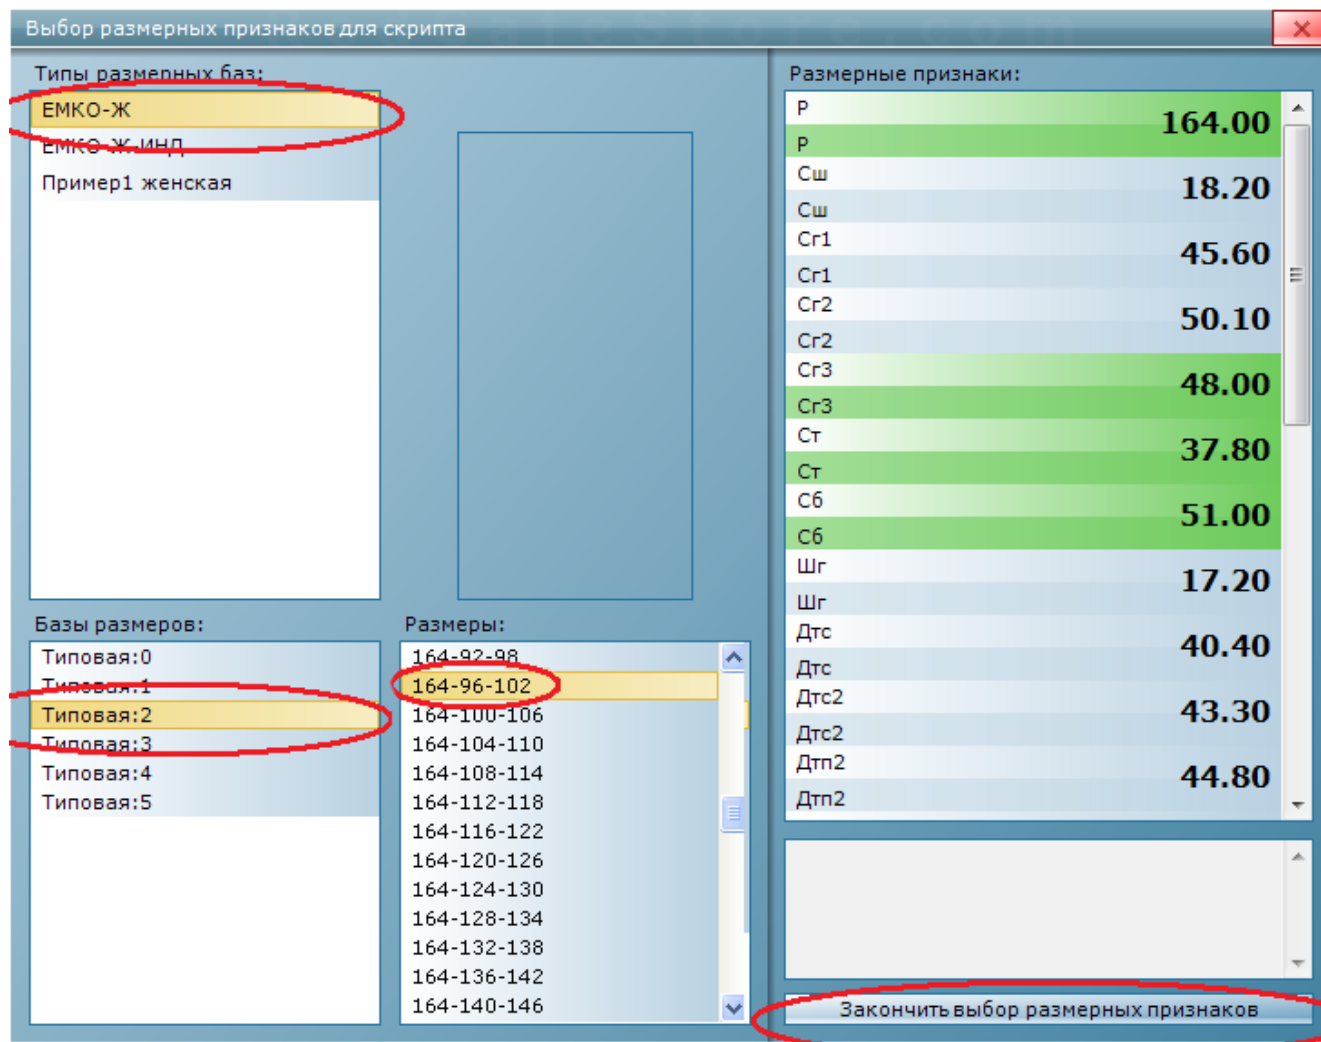 Выбор размерных признаков для скрипта
Типы размерных баз:
ЕМКО-Ж
ЕМКО-Ж-ИНД
Пример1 женская
Базы размеров:
Типовая:0
Типовая:1
Типовая:2
Типовая:3
Типовая:4
Типовая:5
Размеры:
164-92-98
164-96-102
164-100-106
164-104-110
164-108-114
164-112-118
164-116-122
164-120-126
164-124-130
164-128-134
164-132-138
164-136-142
164-140-146
Размерные признаки:
Р
164.00
Р
Сш
18.20
Сш
Сг1
45.60
Сг1
Сг2
50.10
Сг2
Сг3
48.00
Сг3
Ст
37.80
Ст
Сб
51.00
Сб
Шг
17.20
Шг
Дтс
40.40
Дтс
Дтс2
43.30
Дтс2
Дтп2
44.80
Дтп2
Закончить выбор размерных признаков